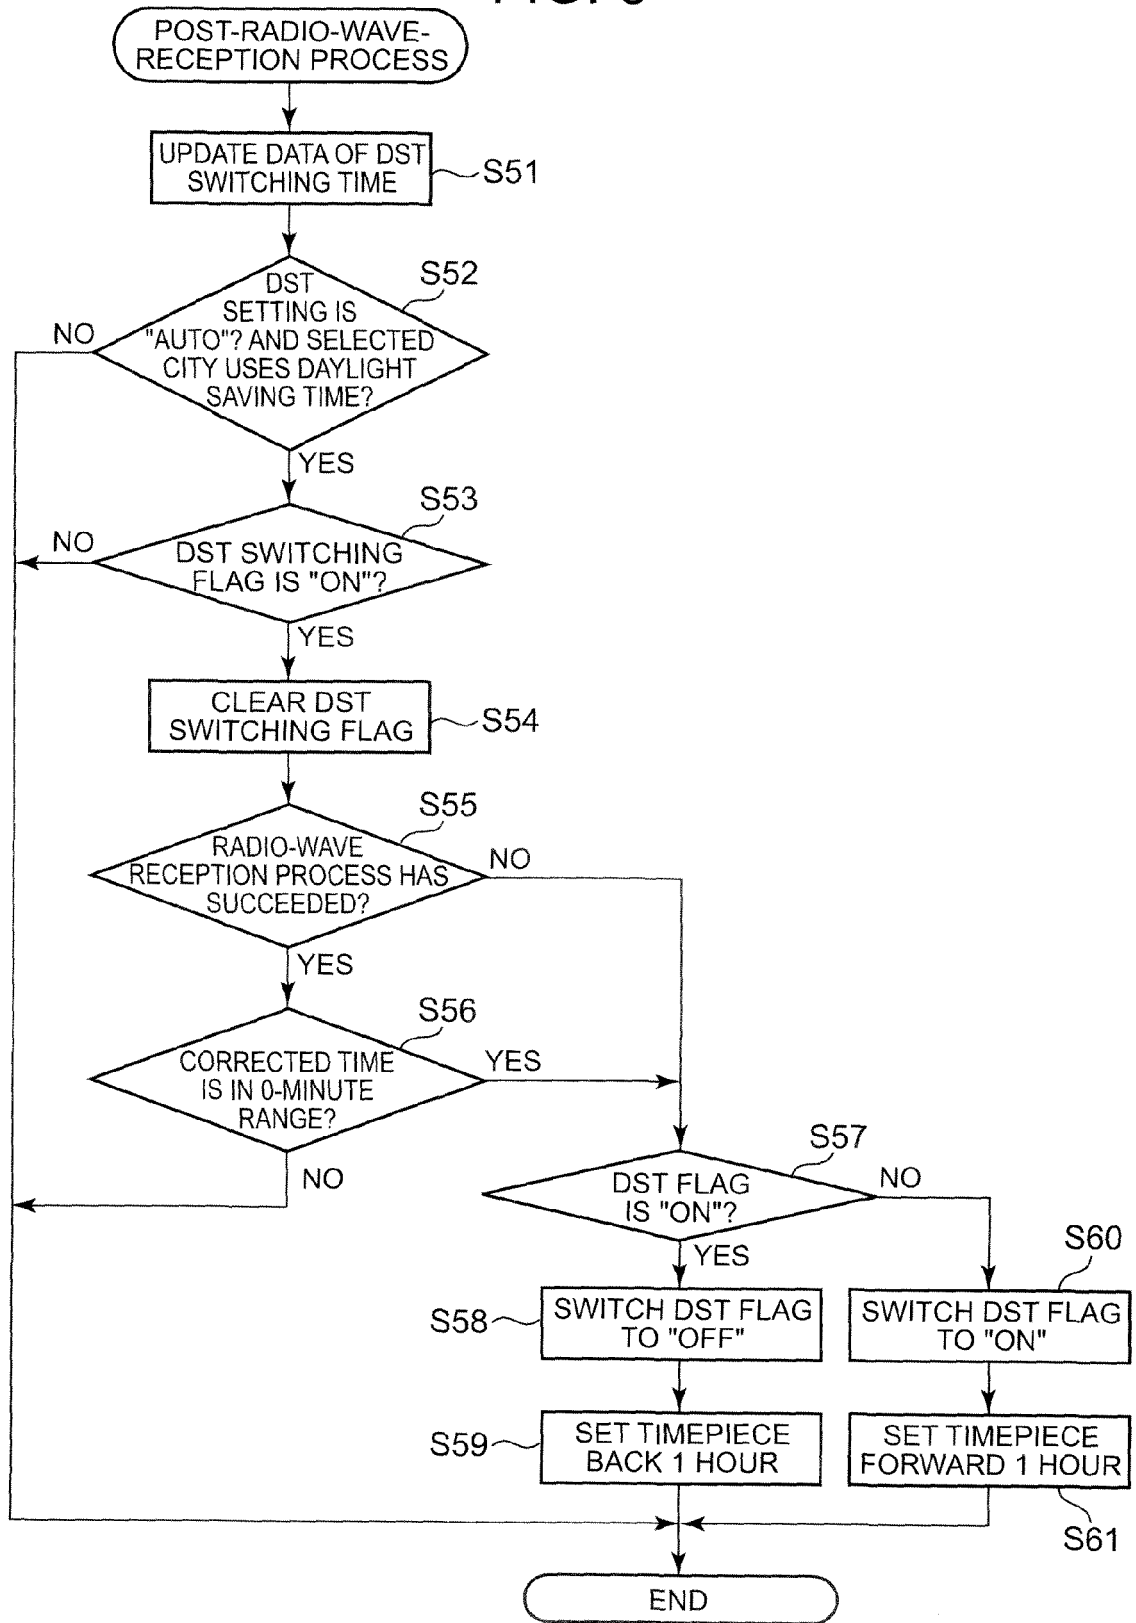 POST-RADIO-WAVE-
RECEPTION PROCESS
UPDATE DATA OF DST
SWITCHING TIME
S51
S52
DST
SETTING IS
"AUTO"? AND SELECTED
CITY USES DAYLIGHT
SAVING TIME?
NO
YES
S53
DST SWITCHING
FLAG IS "ON"?
NO
YES
CLEAR DST
SWITCHING FLAG
S54
S55
RADIO-WAVE
RECEPTION PROCESS HAS
SUCCEEDED?
NO
YES
S56
CORRECTED TIME
IS IN 0-MINUTE
RANGE?
YES
NO
S57
DST FLAG
IS "ON"?
NO
YES
S58
SWITCH DST FLAG
TO "OFF"
S60
SWITCH DST FLAG
TO "ON"
S59
SET TIMEPIECE
BACK 1 HOUR
SET TIMEPIECE
FORWARD 1 HOUR
S61
END